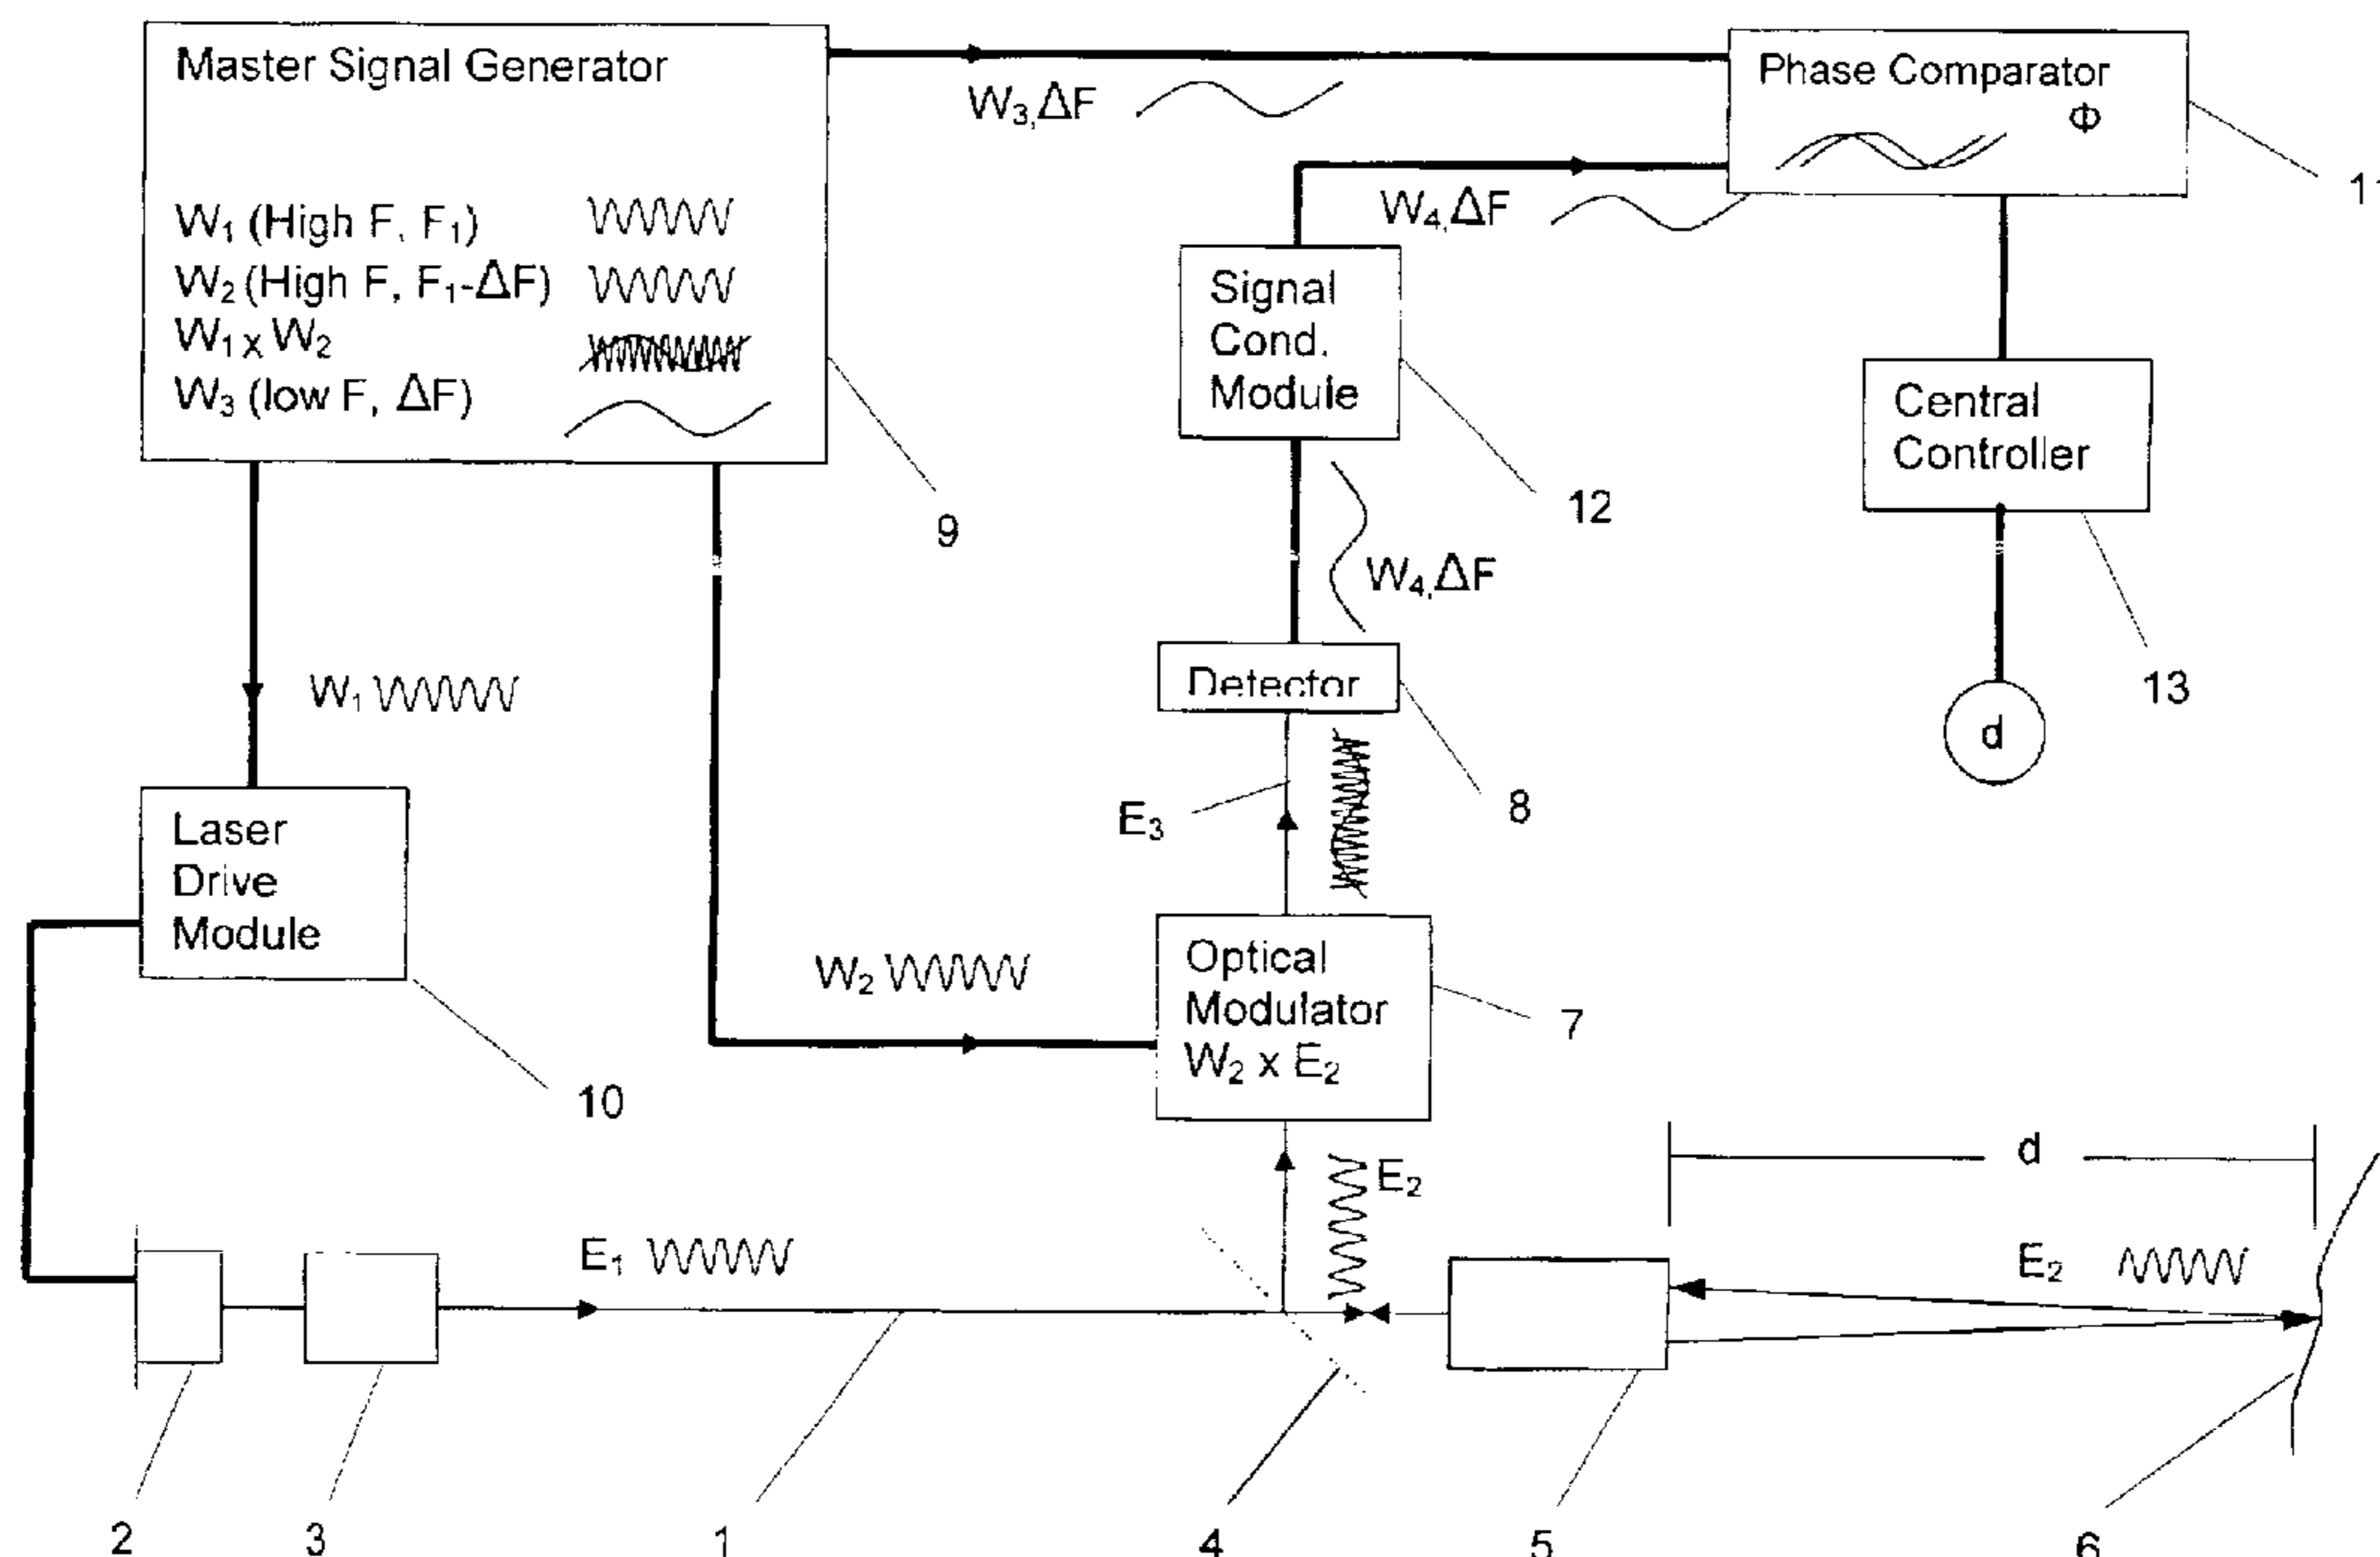 Master Signal Generator
W₁ (High F, F₁)
W₂ (High F, F₁-ΔF)
W₁ x W₂
W₃ (low F, ΔF)
W₃,ΔF
Phase Comparator
Φ
11
W₄,ΔF
Signal
Cond.
Module
12
9
Central
Controller
13
d
W₄,ΔF
Detector
8
E₃
W₁
Laser
Drive
Module
10
W₂
Optical
Modulator
W₂ x E₂
7
E₂
d
E₁
E₂
2
3
1
4
5
6